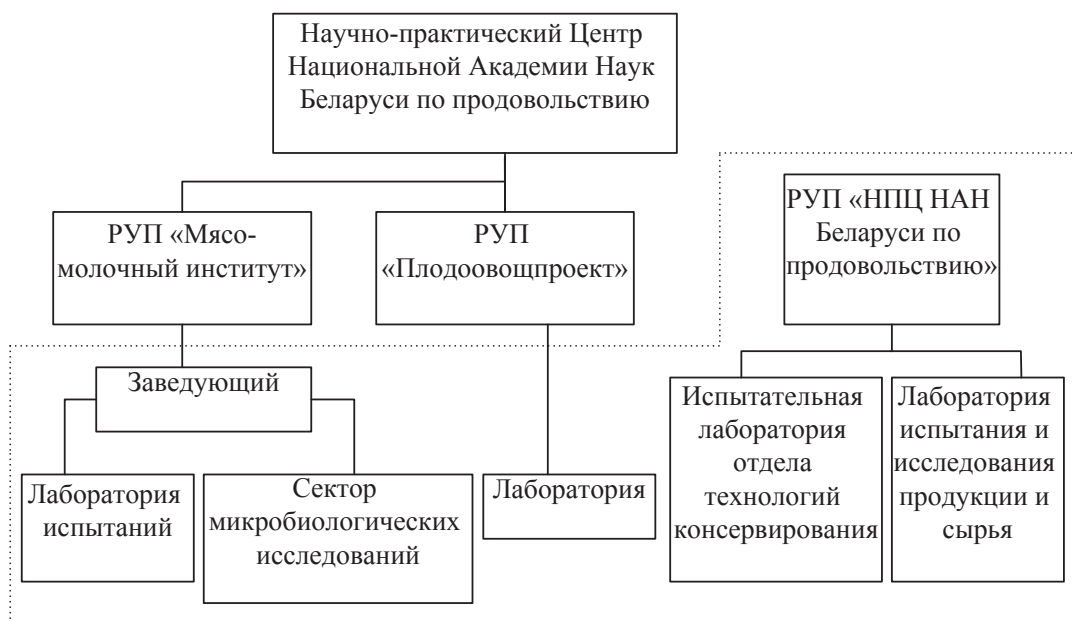 Научно-практический Центр
Национальной Академии Наук
Беларуси по продовольствию
РУП «Мясо-
молочный институт»
РУП
«Плодоовощпроект»
РУП «НПЦ НАН
Беларуси по
продовольствию»
Заведующий
Лаборатория
испытаний
Сектор
микробиологических
исследований
Лаборатория
Испытательная
лаборатория
отдела
технологий
консервирования
Лаборатория
испытания и
исследования
продукции и
сырья